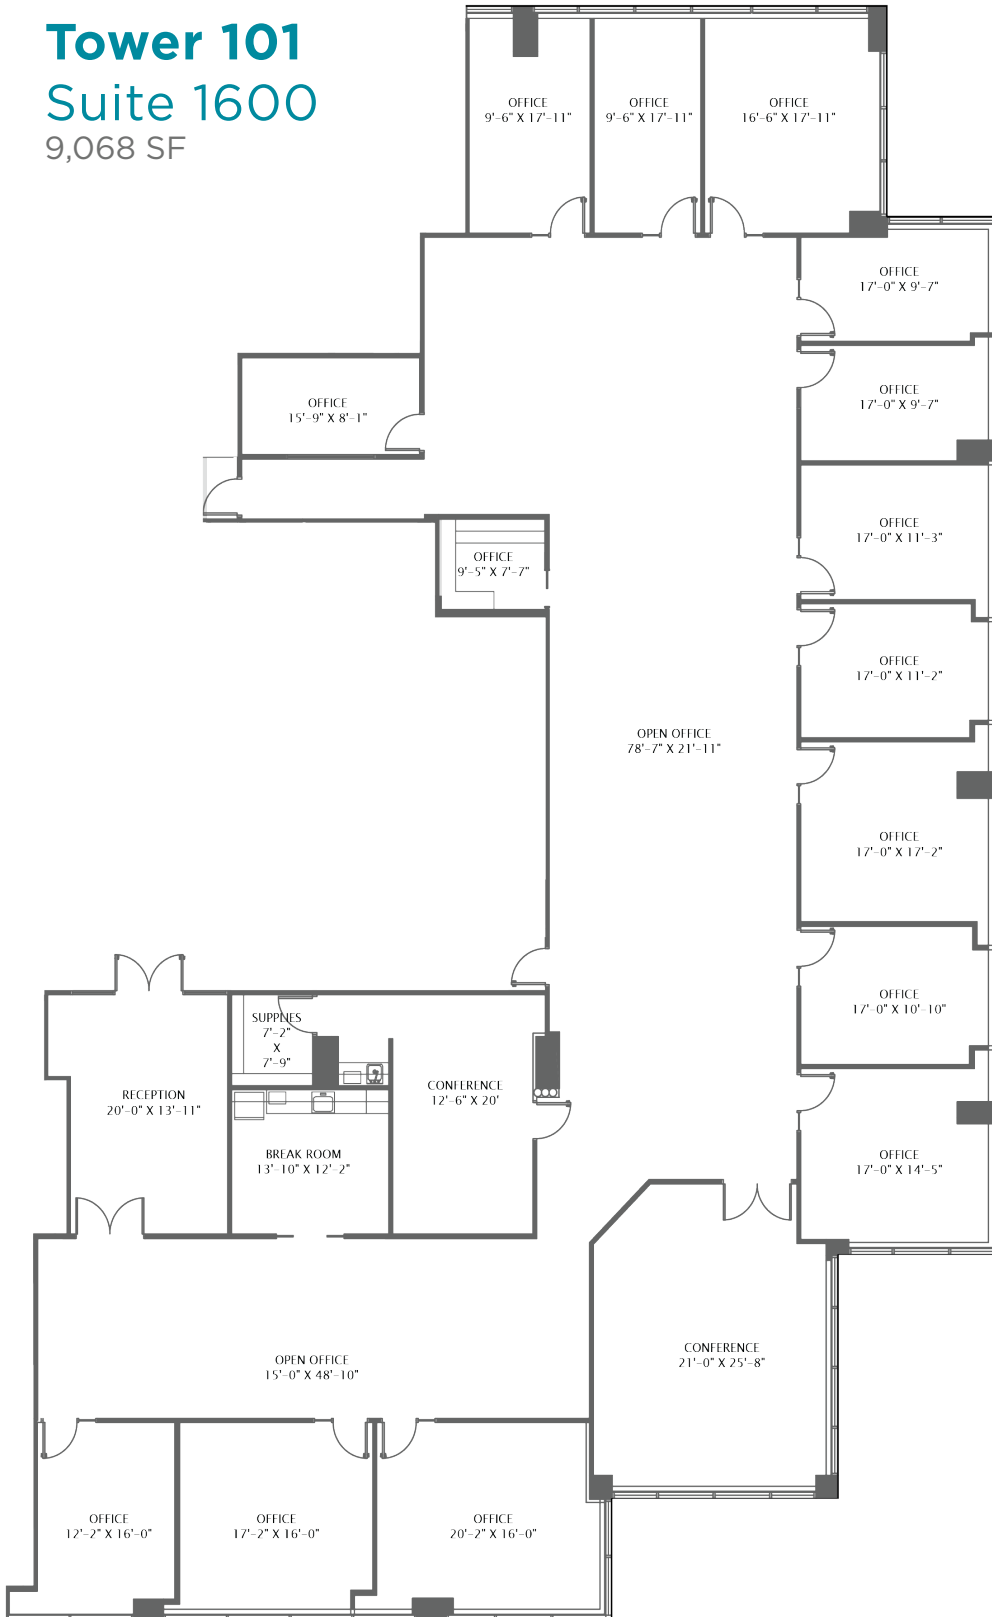 Tower 101
Suite 1600
9,068 SF
OFFICE
9'-6" X 17'-11"
OFFICE
9'-6" X 17'-11"
OFFICE
16'-6" X 17'-11"
OFFICE
17'-0" X 9'-7"
OFFICE
17'-0" X 9'-7"
OFFICE
15'-9" X 8'-1"
OFFICE
17'-0" X 11'-3"
OFFICE
9'-5" X 7'-7"
OFFICE
17'-0" X 11'-2"
OPEN OFFICE
78'-7" X 21'-11"
OFFICE
17'-0" X 17'-2"
OFFICE
17'-0" X 10'-10"
SUPPLIES
7'-2"
X
7'-9"
RECEPTION
20'-0" X 13'-11"
CONFERENCE
12'-6" X 20'
BREAK ROOM
13'-10" X 12'-2"
OFFICE
17'-0" X 14'-5"
CONFERENCE
21'-0" X 25'-8"
OPEN OFFICE
15'-0" X 48'-10"
OFFICE
12'-2" X 16'-0"
OFFICE
17'-2" X 16'-0"
OFFICE
20'-2" X 16'-0"